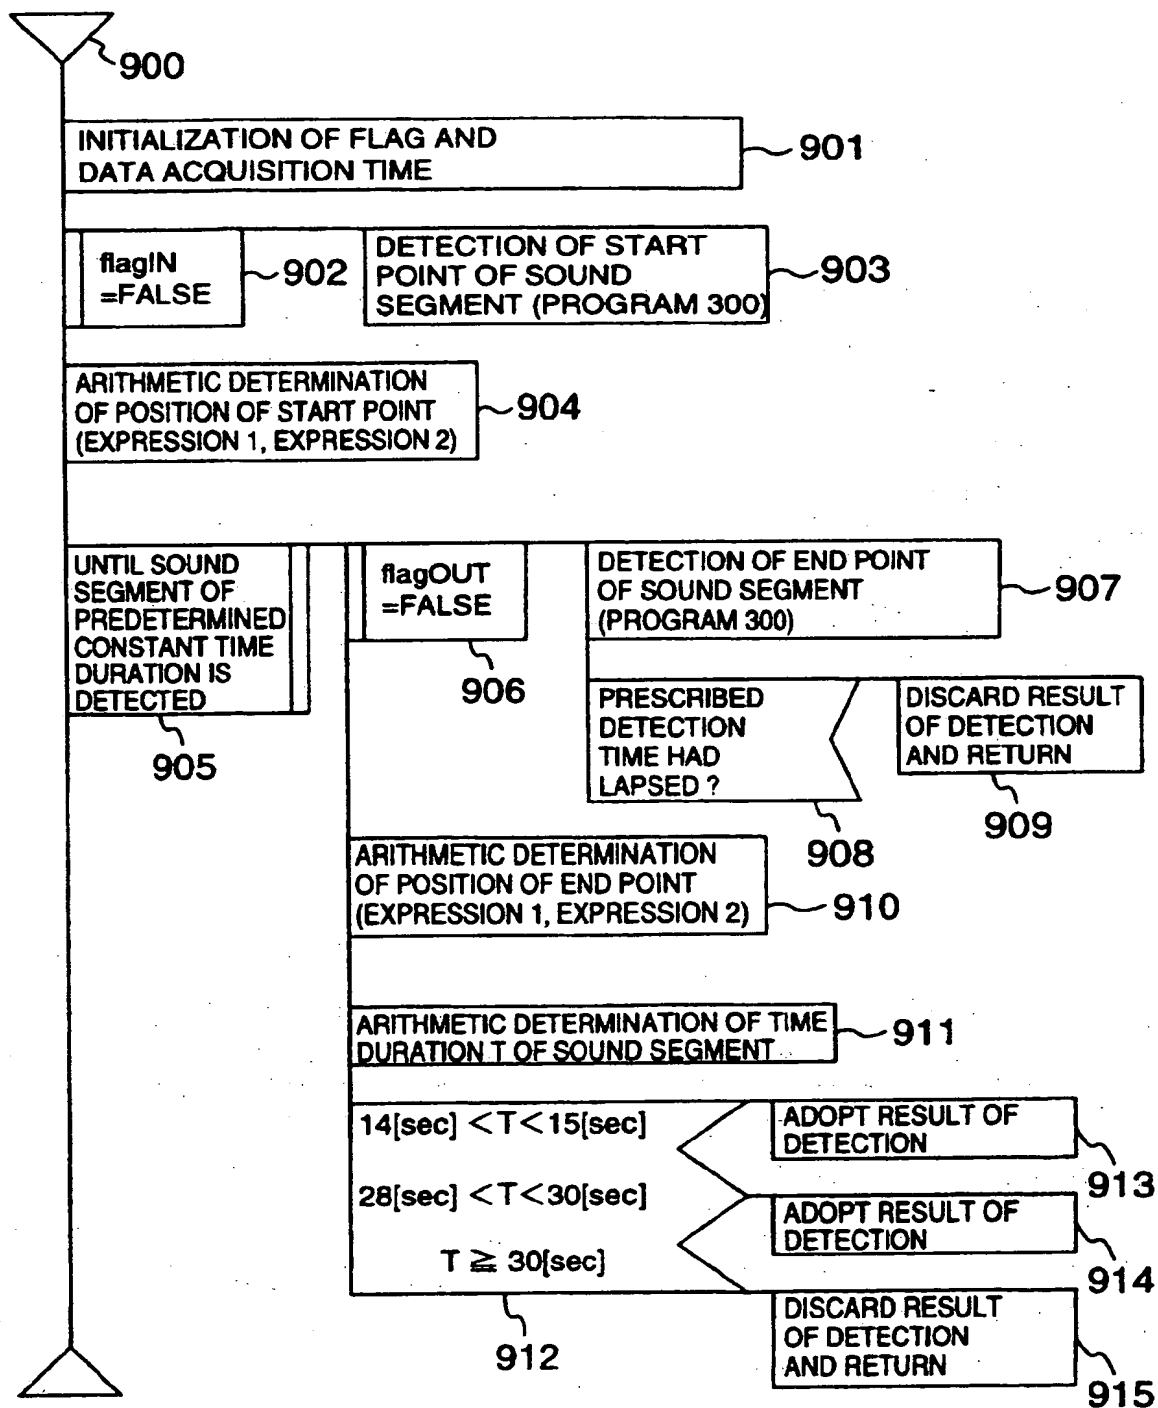 900
INITIALIZATION OF FLAG AND
DATA ACQUISITION TIME
901
flagIN
=FALSE
902
DETECTION OF START
POINT OF SOUND
SEGMENT (PROGRAM 300)
903
ARITHMETIC DETERMINATION
OF POSITION OF START POINT
(EXPRESSION 1, EXPRESSION 2)
904
UNTIL SOUND
SEGMENT OF
PREDETERMINED
CONSTANT TIME
DURATION IS
DETECTED
905
flagOUT
=FALSE
906
DETECTION OF END POINT
OF SOUND SEGMENT
(PROGRAM 300)
907
PRESCRIBED
DETECTION
TIME HAD
LAPSED ?
908
DISCARD RESULT
OF DETECTION
AND RETURN
909
ARITHMETIC DETERMINATION
OF POSITION OF END POINT
(EXPRESSION 1, EXPRESSION 2)
910
ARITHMETIC DETERMINATION OF TIME
DURATION T OF SOUND SEGMENT
911
14[sec] <T<15[sec]
28[sec] <T<30[sec]
T ≧ 30[sec]
912
ADOPT RESULT OF
DETECTION
913
ADOPT RESULT OF
DETECTION
914
DISCARD RESULT
OF DETECTION
AND RETURN
915